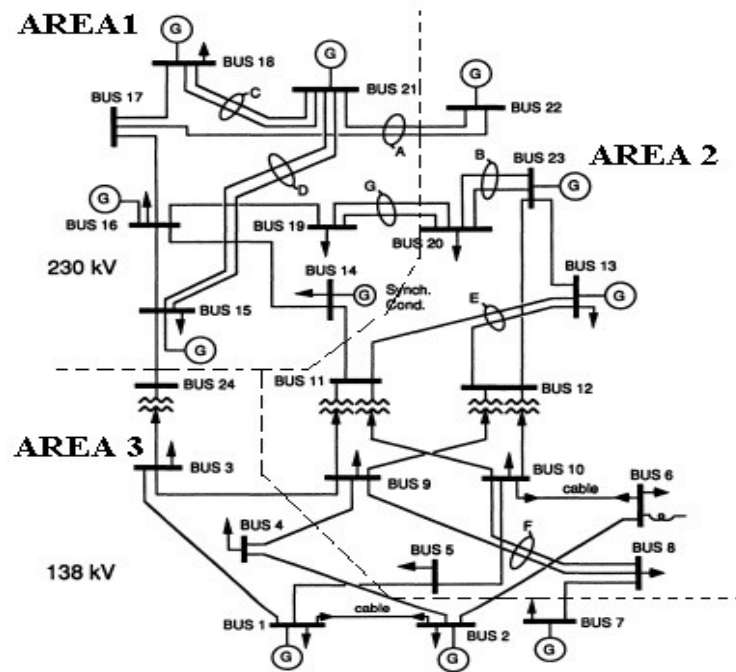 AREA1
G
BUS 18
G
BUS 21
G
BUS 17
C
BUS 22
A
B
BUS 23
AREA 2
D
G
G
BUS 16
G
BUS 19
BUS 20
230 kV
BUS 14
G
Synch.
Cond.
BUS 13
G
E
BUS 15
G
BUS 24
BUS 11
BUS 12
AREA 3
BUS 3
BUS 9
BUS 10
cable
BUS 6
BUS 4
F
BUS 5
BUS 8
138 kV
cable
BUS 1
BUS 2
BUS 7
G
G
G